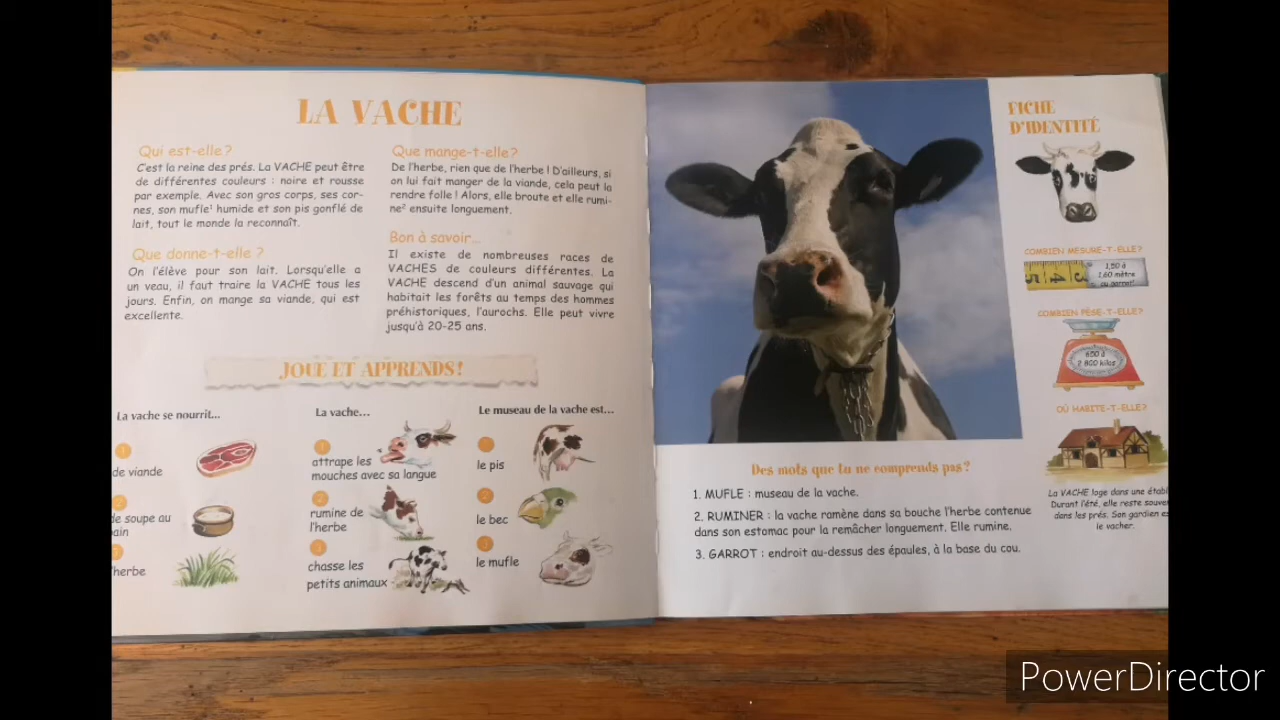 LA VACHE
Qui est-elle ?
C'est la reine des prés. La VACHE peut être
de différentes couleurs : noire et rousse
par exemple. Avec son gros corps, ses cor-
nes, son mufle¹ humide et son pis gonflé de
lait, tout le monde la reconnaît.
Que donne-t-elle ?
On l'élève pour son lait. Lorsqu'elle a
un veau, il faut traire la VACHE tous les
jours. Enfin, on mange sa viande, qui est
excellente.
Que mange-t-elle ?
De l'herbe, rien que de l'herbe ! D'ailleurs, si
on lui fait manger de la viande, cela peut la
rendre folle ! Alors, elle broute et elle rumi-
ne² ensuite longuement.
Bon à savoir...
Il existe de nombreuses races de
VACHES de couleurs différentes. La
VACHE descend d'un animal sauvage qui
habitait les forêts au temps des hommes
préhistoriques, l'aurochs. Elle peut vivre
jusqu'à 20-25 ans.
JOUE ET APPRENDS !
La vache se nourrit...
1
de viande
2
de soupe au
ain
3
l'herbe
La vache...
1
attrape les
mouches avec sa langue
2
rumine de
l'herbe
3
chasse les
petits animaux
Le museau de la vache est...
le pis
2
le bec
3
le mufle
FICHE
D'IDENTITÉ
COMBIEN MESURE-T-ELLE ?
1,50 à
1,60 mètre
au garrot³
COMBIEN PÈSE-T-ELLE ?
600 à
kilos
OÙ HABITE-T-ELLE ?
La VACHE loge dans une établ
Durant l'été, elle reste souve
dans les prés. Son gardien es
le vacher.
Des mots que tu ne comprends pas ?
1. MUFLE : museau de la vache.
2. RUMINER : la vache ramène dans sa bouche l'herbe contenue
dans son estomac pour la remâcher longuement. Elle rumine.
3. GARROT : endroit au-dessus des épaules, à la base du cou.
PowerDirector